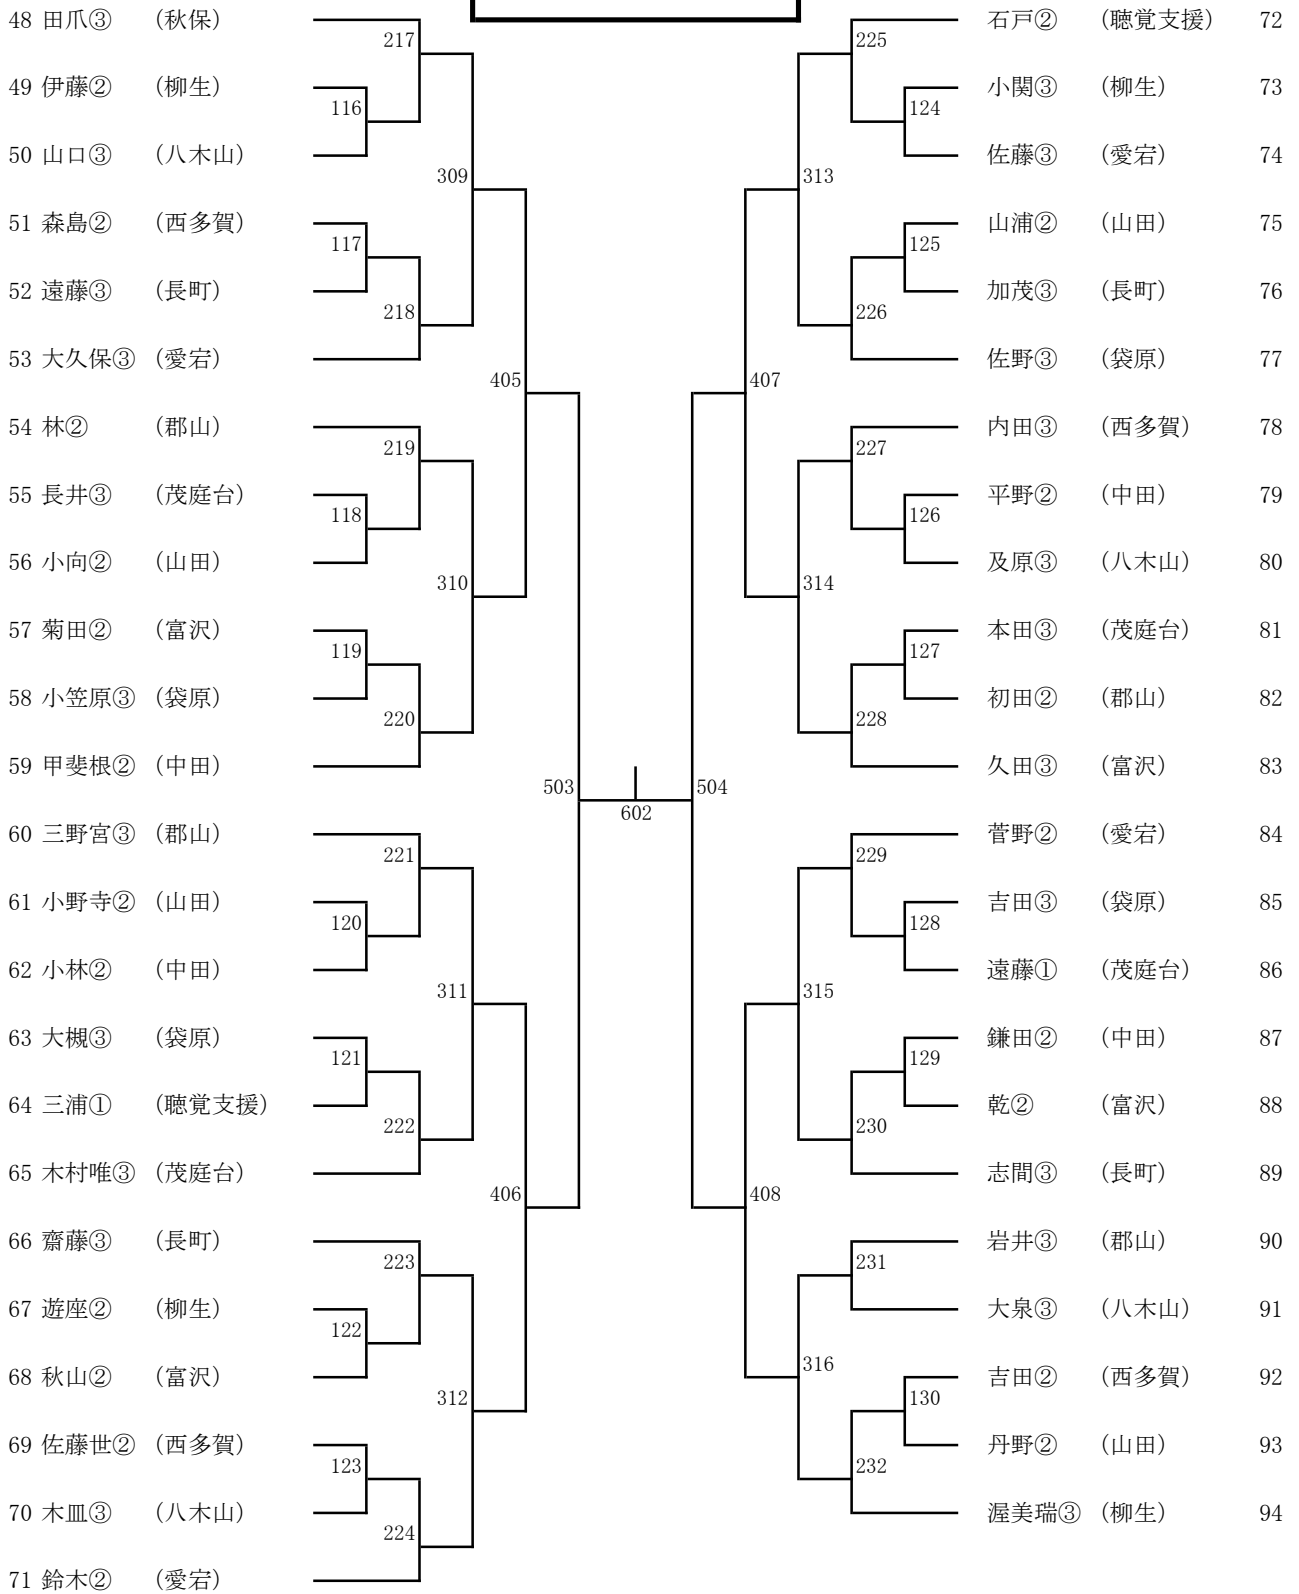 48 田爪③ (秋保)
49 伊藤② (柳生)
50 山口③ (八木山)
51 森島② (西多賀)
52 遠藤③ (長町)
53 大久保③ (愛宕)
54 林② (郡山)
55 長井③ (茂庭台)
56 小向② (山田)
57 菊田② (富沢)
58 小笠原③ (袋原)
59 甲斐根② (中田)
60 三野宮③ (郡山)
61 小野寺② (山田)
62 小林② (中田)
63 大槻③ (袋原)
64 三浦① (聴覚支援)
65 木村唯③ (茂庭台)
66 齋藤③ (長町)
67 遊座② (柳生)
68 秋山② (富沢)
69 佐藤世② (西多賀)
70 木皿③ (八木山)
71 鈴木② (愛宕)
116
117
118
119
120
121
122
123
217
218
219
220
221
222
223
224
309
310
311
312
405
406
503
602
504
407
408
313
314
315
316
225
226
227
228
229
230
231
232
124
125
126
127
128
129
130
石戸② (聴覚支援) 72
小関③ (柳生) 73
佐藤③ (愛宕) 74
山浦② (山田) 75
加茂③ (長町) 76
佐野③ (袋原) 77
内田③ (西多賀) 78
平野② (中田) 79
及原③ (八木山) 80
本田③ (茂庭台) 81
初田② (郡山) 82
久田③ (富沢) 83
菅野② (愛宕) 84
吉田③ (袋原) 85
遠藤① (茂庭台) 86
鎌田② (中田) 87
乾② (富沢) 88
志間③ (長町) 89
岩井③ (郡山) 90
大泉③ (八木山) 91
吉田② (西多賀) 92
丹野② (山田) 93
渥美瑞③ (柳生) 94